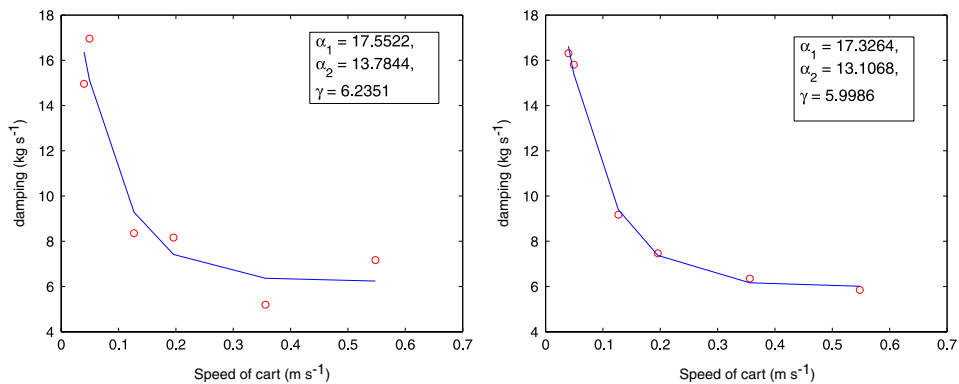 18
16
14
12
10
8
6
4
damping (kg s⁻¹)
α₁ = 17.5522,
α₂ = 13.7844,
γ = 6.2351
0 0.1 0.2 0.3 0.4 0.5 0.6 0.7
Speed of cart (m s⁻¹)
18
16
14
12
10
8
6
4
damping (kg s⁻¹)
α₁ = 17.3264,
α₂ = 13.1068,
γ = 5.9986
0 0.1 0.2 0.3 0.4 0.5 0.6 0.7
Speed of cart (m s⁻¹)